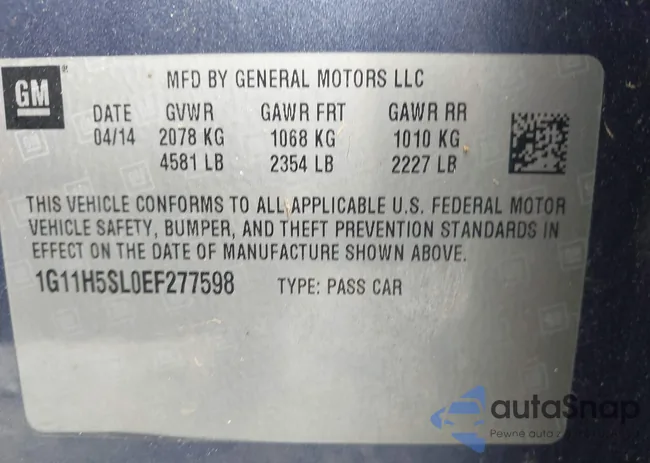 GM
MFD BY GENERAL MOTORS LLC
DATE GVWR GAWR FRT GAWR RR
04/14 2078 KG 1068 KG 1010 KG
4581 LB 2354 LB 2227 LB
THIS VEHICLE CONFORMS TO ALL APPLICABLE U.S. FEDERAL MOTOR
VEHICLE SAFETY, BUMPER, AND THEFT PREVENTION STANDARDS IN
EFFECT ON THE DATE OF MANUFACTURE SHOWN ABOVE.
1G11H5SL0EF277598 TYPE: PASS CAR
autaSnap
Pewne auta z